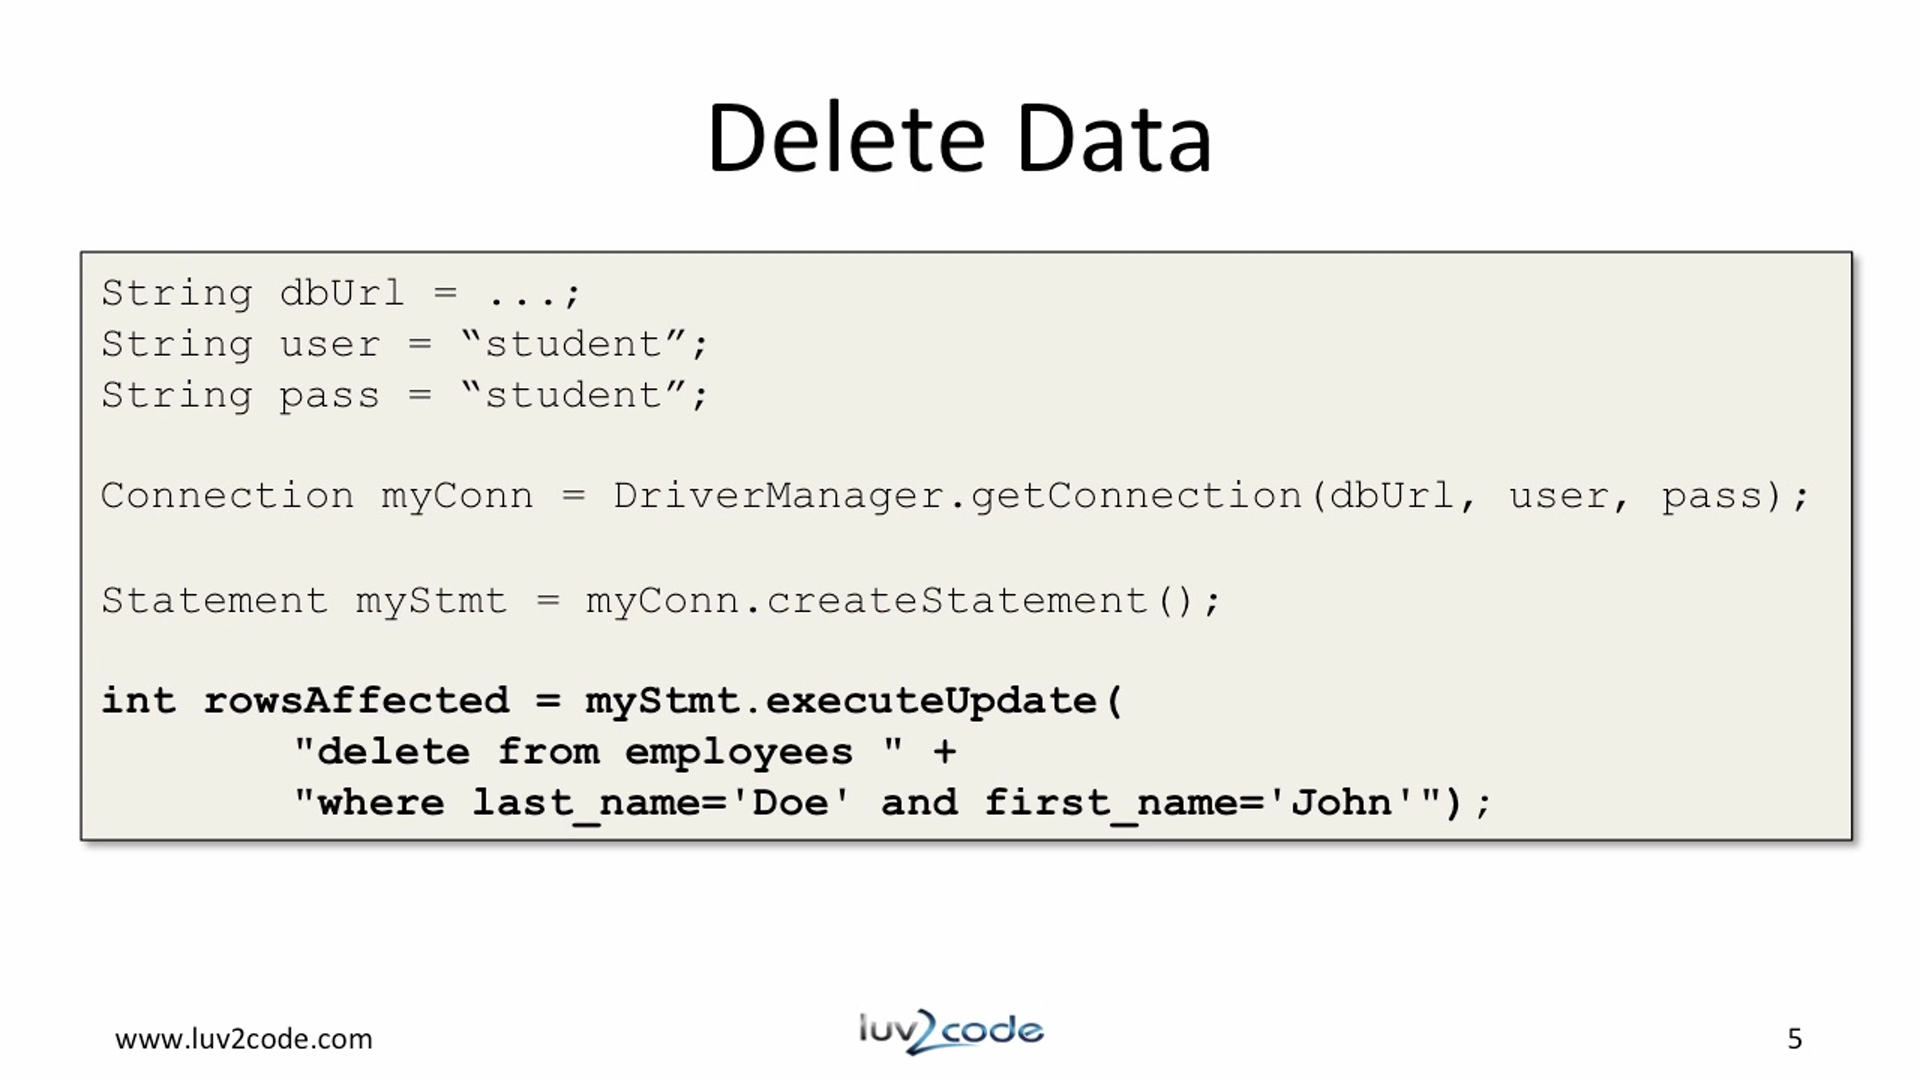 Delete Data
String dbUrl = ...;
String user = “student”;
String pass = “student”;
Connection myConn = DriverManager.getConnection(dbUrl, user, pass);
Statement myStmt = myConn.createStatement();
int rowsAffected = myStmt.executeUpdate(
"delete from employees " +
"where last_name='Doe' and first_name='John'");
www.luv2code.com
luv2code
5